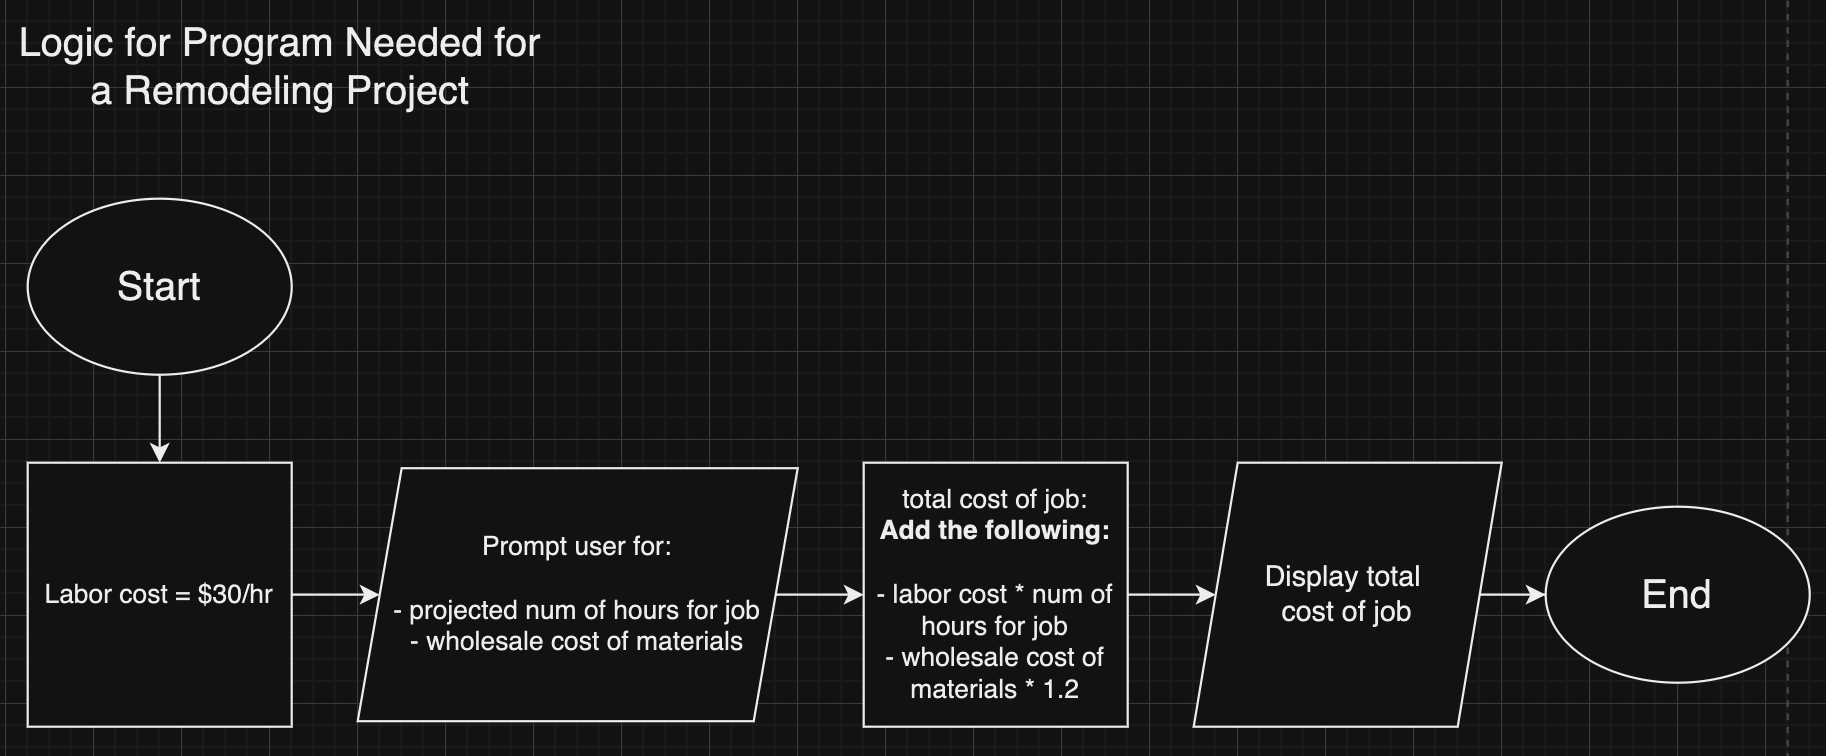 Logic for Program Needed for
a Remodeling Project
Start
Labor cost = $30/hr
Prompt user for:
- projected num of hours for job
- wholesale cost of materials
total cost of job:
Add the following:
- labor cost * num of
hours for job
- wholesale cost of
materials * 1.2
Display total
cost of job
End